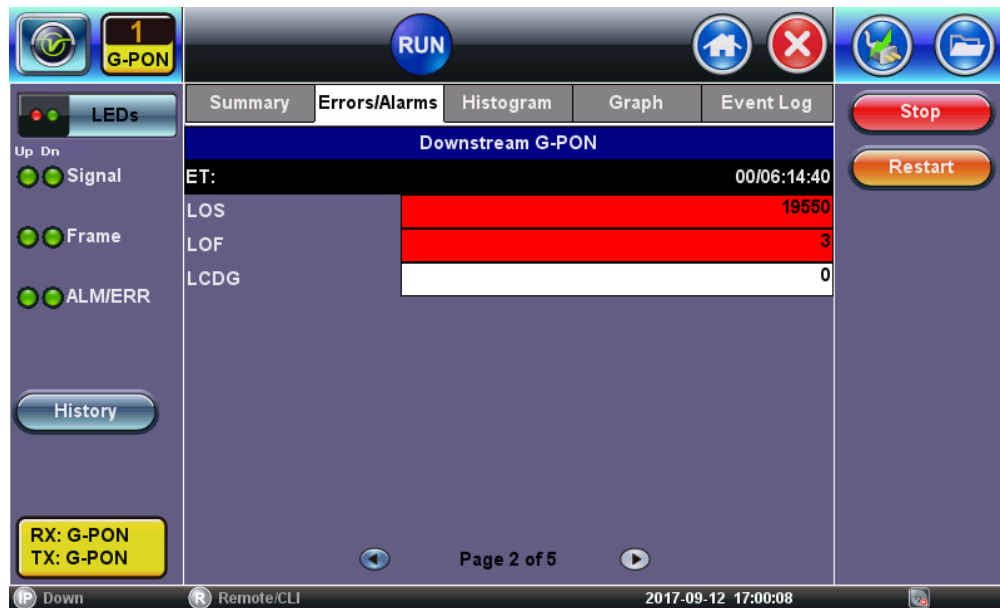 1
G-PON
RUN
LEDs
Up Dn
Signal
Frame
ALM/ERR
History
RX: G-PON
TX: G-PON
Summary
Errors/Alarms
Histogram
Graph
Event Log
Downstream G-PON
ET: 00/06:14:40
LOS 19550
LOF 3
LCDG 0
Page 2 of 5
Stop
Restart
IP Down
R Remote/CLI
2017-09-12 17:00:08